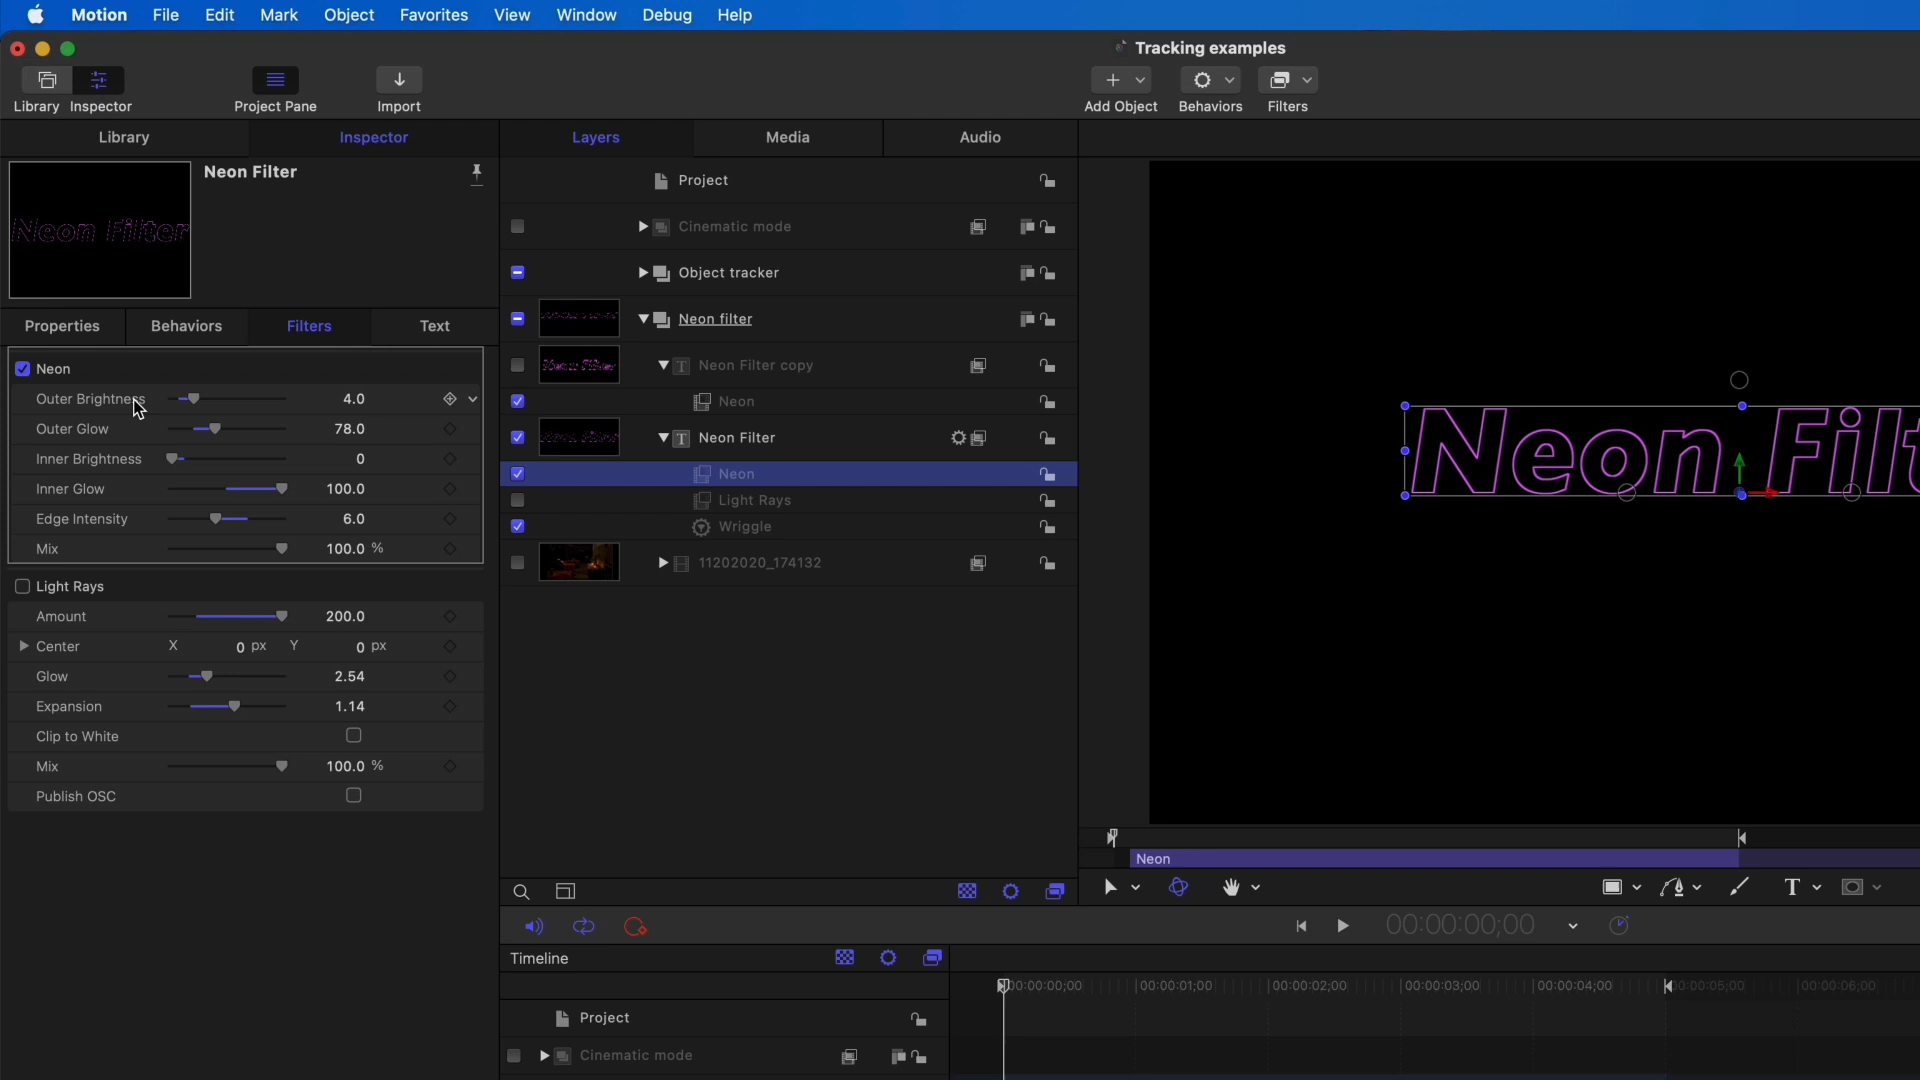 Motion File Edit Mark Object Favorites View Window Debug Help
Tracking examples
Library Inspector Project Pane Import Add Object Behaviors Filters
Library Inspector Layers Media Audio
Neon Filter
Neon Filter
Project
Cinematic mode
Object tracker
Properties Behaviors Filters Text
Neon filter
Neon Filter copy
Neon
Neon Filter
Neon
Light Rays
Wriggle
11202020_174132
Neon
Outer Brightness 4.0
Outer Glow 78.0
Inner Brightness 0
Inner Glow 100.0
Edge Intensity 6.0
Mix 100.0 %
Light Rays
Amount 200.0
Center X 0 px Y 0 px
Glow 2.54
Expansion 1.14
Clip to White
Mix 100.0 %
Publish OSC
Neon Filt
Neon
T
00:00:00;00
Timeline
00:00:00;00 00:00:01;00 00:00:02;00 00:00:03;00 00:00:04;00 00:00:05;00 00:00:06;00
Project
Cinematic mode